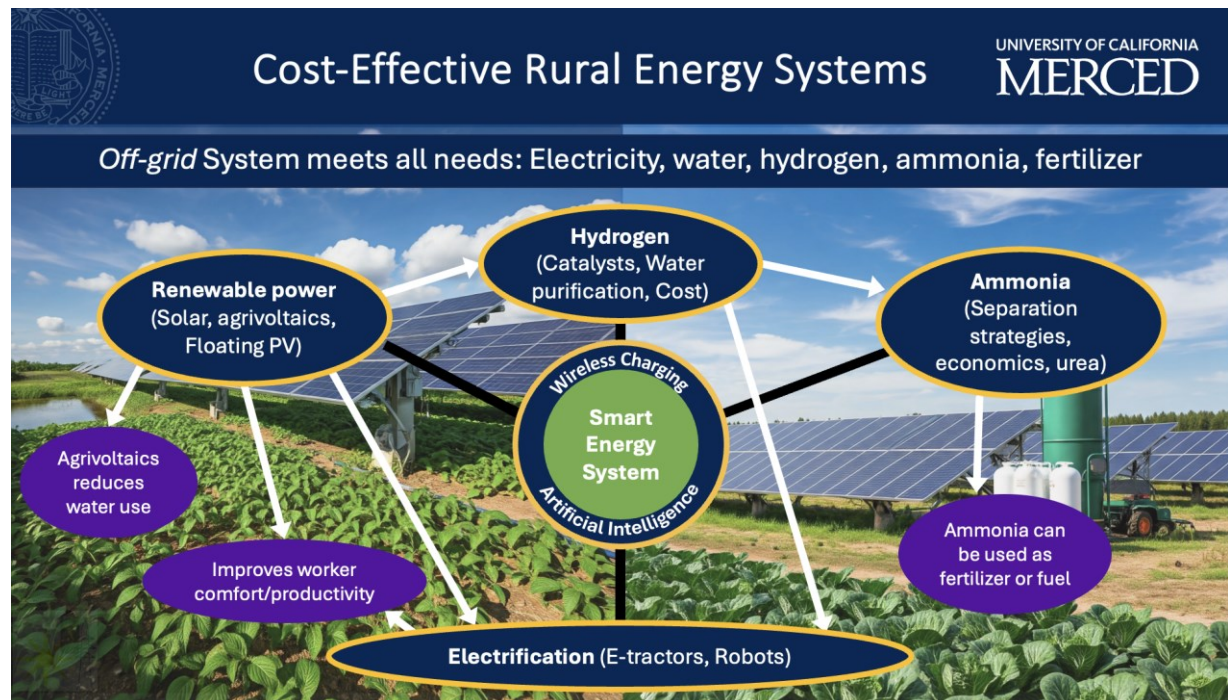 Cost-Effective Rural Energy Systems
UNIVERSITY OF CALIFORNIA
MERCED
Off-grid System meets all needs: Electricity, water, hydrogen, ammonia, fertilizer
Hydrogen
(Catalysts, Water
purification, Cost)
Renewable power
(Solar, agrivoltaics,
Floating PV)
Ammonia
(Separation
strategies,
economics, urea)
Wireless Charging
Smart
Energy
System
Artificial Intelligence
Agrivoltaics
reduces
water use
Improves worker
comfort/productivity
Ammonia can
be used as
fertilizer or fuel
Electrification (E-tractors, Robots)